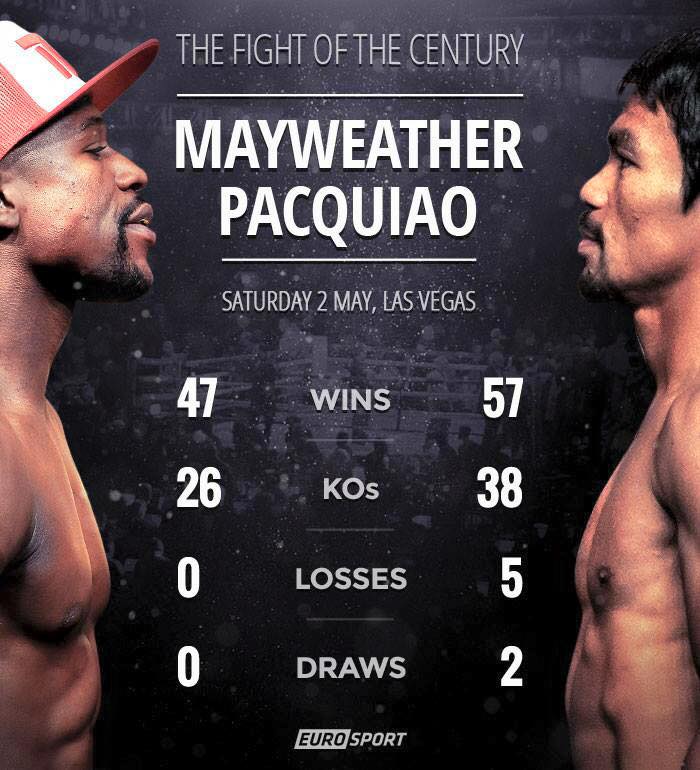 THE FIGHT OF THE CENTURY
MAYWEATHER
PACQUIAO
SATURDAY 2 MAY, LAS VEGAS
47 WINS 57
26 KOs 38
0 LOSSES 5
0 DRAWS 2
EUROSPORT